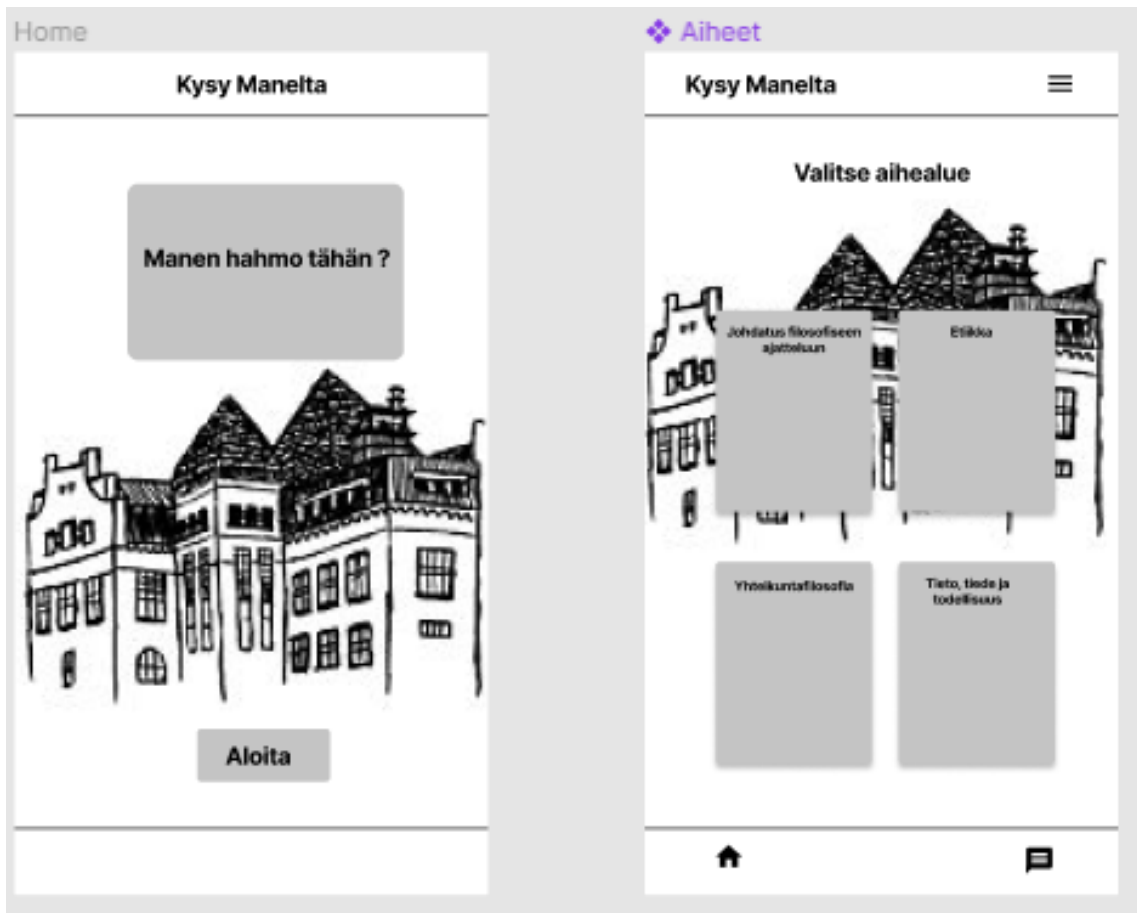 Home
Kysy Manelta
Manen hahmo tähän ?
Aloita
Aiheet
Kysy Manelta
Valitse aihealue
Johdatus filosofiseen
ajatteluun
Etiikka
Yhteikuntafilosofia
Tieto, tiede ja
todellisuus